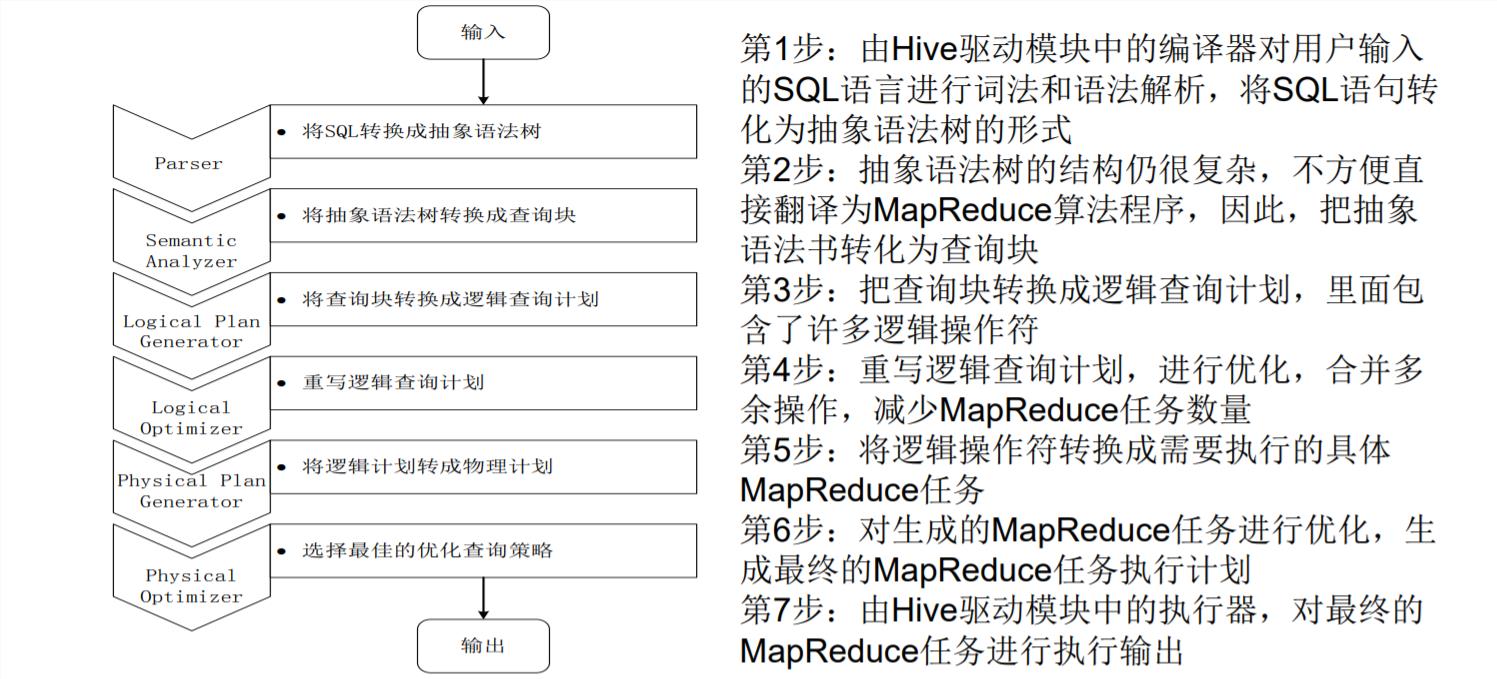 输入
• 将SQL转换成抽象语法树
Parser
• 将抽象语法树转换成查询块
Semantic
Analyzer
• 将查询块转换成逻辑查询计划
Logical Plan
Generator
• 重写逻辑查询计划
Logical
Optimizer
• 将逻辑计划转成物理计划
Physical Plan
Generator
• 选择最佳的优化查询策略
Physical
Optimizer
输出
第1步：由Hive驱动模块中的编译器对用户输入
的SQL语言进行词法和语法解析，将SQL语句转
化为抽象语法树的形式
第2步：抽象语法树的结构仍很复杂，不方便直
接翻译为MapReduce算法程序，因此，把抽象
语法书转化为查询块
第3步：把查询块转换成逻辑查询计划，里面包
含了许多逻辑操作符
第4步：重写逻辑查询计划，进行优化，合并多
余操作，减少MapReduce任务数量
第5步：将逻辑操作符转换成需要执行的具体
MapReduce任务
第6步：对生成的MapReduce任务进行优化，生
成最终的MapReduce任务执行计划
第7步：由Hive驱动模块中的执行器，对最终的
MapReduce任务进行执行输出